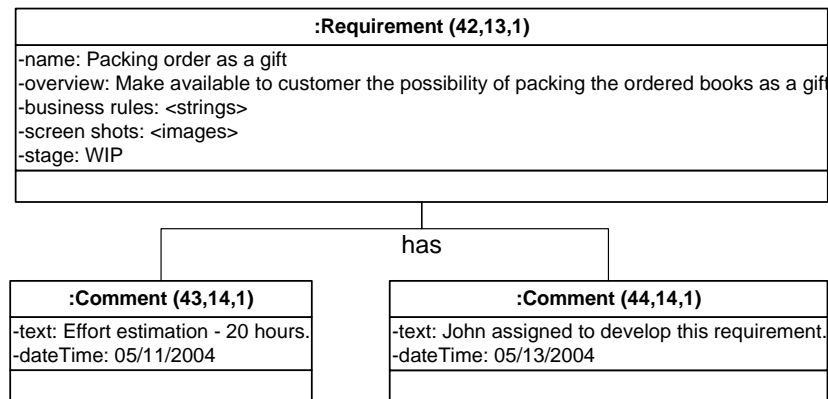 :Requirement (42,13,1)
-name: Packing order as a gift
-overview: Make available to customer the possibility of packing the ordered books as a gift
-business rules: <strings>
-screen shots: <images>
-stage: WIP
has
:Comment (43,14,1)
-text: Effort estimation - 20 hours.
-dateTime: 05/11/2004
:Comment (44,14,1)
-text: John assigned to develop this requirement.
-dateTime: 05/13/2004